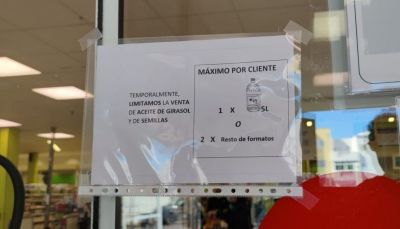 TEMPORALMENTE,
LIMITAMOS LA VENTA
DE ACEITE DE GIRASOL
Y DE SEMILLAS
MÁXIMO POR CLIENTE
1 X 5L
O
2 X Resto de formatos